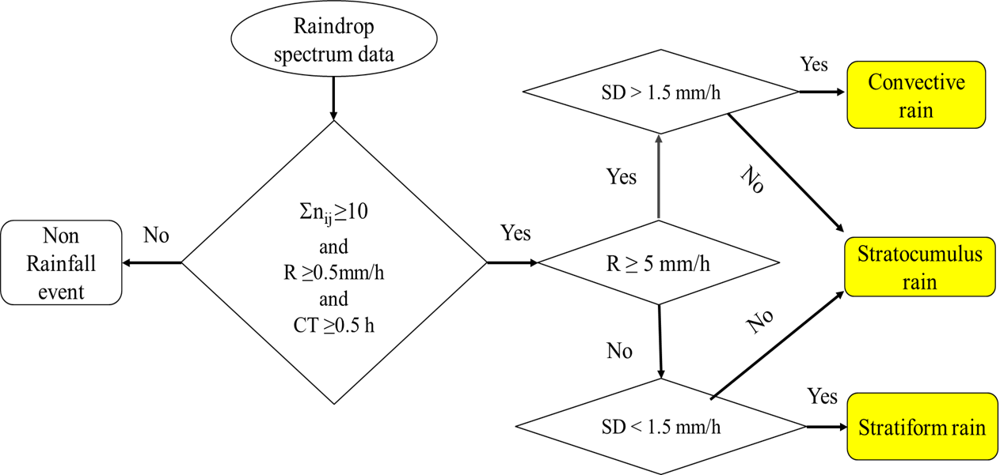 Raindrop
spectrum data
Σn_ij ≥10
and
R ≥0.5mm/h
and
CT ≥0.5 h
No
Non
Rainfall
event
Yes
R ≥ 5 mm/h
Yes
SD > 1.5 mm/h
Yes
Convective
rain
No
Stratocumulus
rain
No
No
SD < 1.5 mm/h
Yes
Stratiform rain